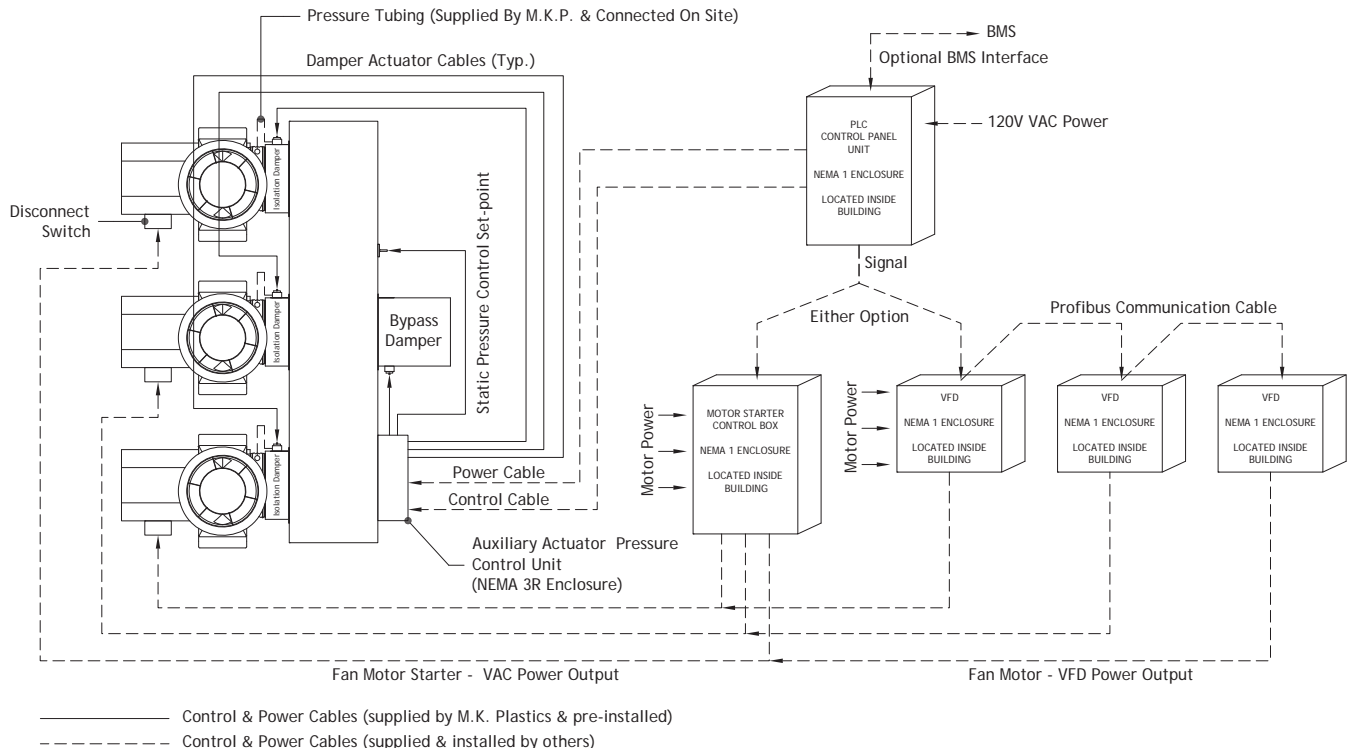 Pressure Tubing (Supplied By M.K.P. & Connected On Site)
BMS
Optional BMS Interface
Damper Actuator Cables (Typ.)
120V VAC Power
PLC
CONTROL PANEL
UNIT
NEMA 1 ENCLOSURE
LOCATED INSIDE
BUILDING
Isolation Damper
Disconnect
Switch
Static Pressure Control Set-point
Signal
Isolation Damper
Bypass
Damper
Either Option
Profibus Communication Cable
Motor Power
MOTOR STARTER
CONTROL BOX
NEMA 1 ENCLOSURE
LOCATED INSIDE
BUILDING
Motor Power
VFD
NEMA 1 ENCLOSURE
LOCATED INSIDE
BUILDING
VFD
NEMA 1 ENCLOSURE
LOCATED INSIDE
BUILDING
VFD
NEMA 1 ENCLOSURE
LOCATED INSIDE
BUILDING
Isolation Damper
Power Cable
Control Cable
Auxiliary Actuator Pressure
Control Unit
(NEMA 3R Enclosure)
Fan Motor Starter - VAC Power Output
Fan Motor - VFD Power Output
Control & Power Cables (supplied by M.K. Plastics & pre-installed)
Control & Power Cables (supplied & installed by others)